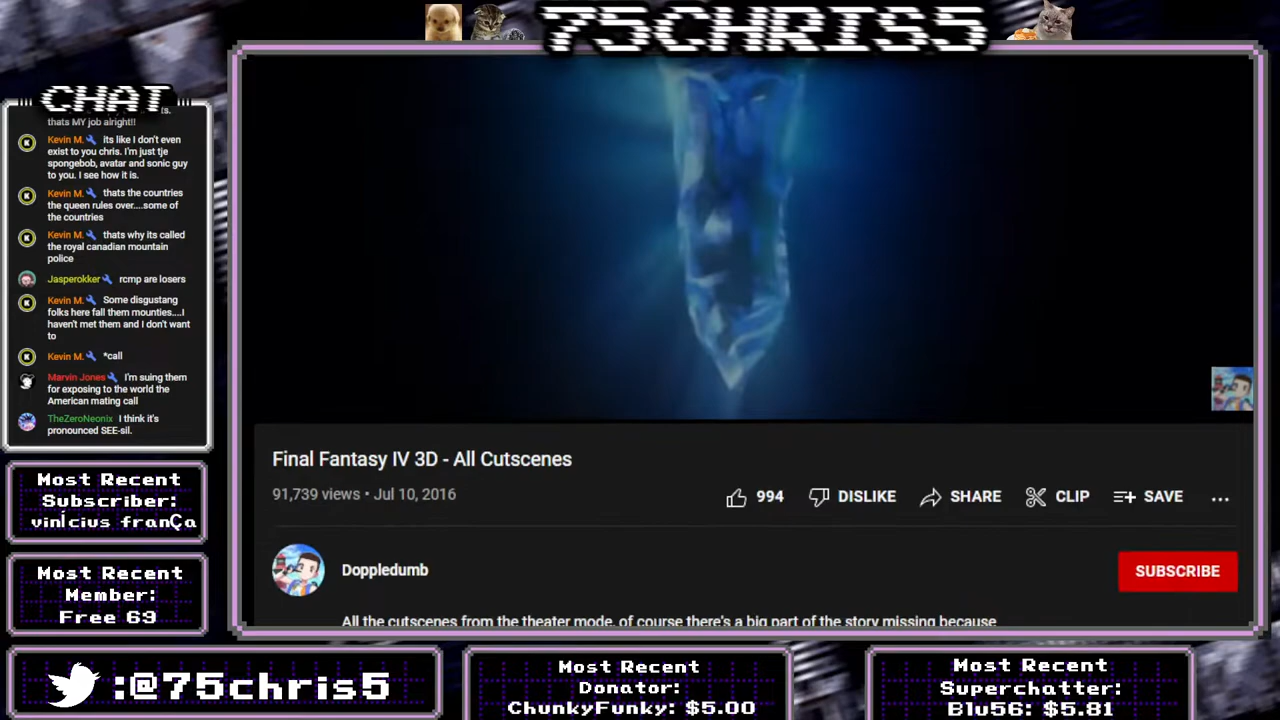 75CHRIS5
CHAT
thats MY job alright!!
Kevin M. its like I don't even
exist to you chris. I'm just tje
spongebob, avatar and sonic guy
to you. I see how it is.
Kevin M. thats the countries
the queen rules over....some of
the countries
Kevin M. thats why its called
the royal canadian mountain
police
Jasperokker rcmp are losers
Kevin M. Some disgustang
folks here fall them mounties....I
haven't met them and I don't want
to
Kevin M. *call
Marvin Jones I'm suing them
for exposing to the world the
American mating call
TheZeroNeonix I think it's
pronounced SEE-sil.
Most Recent
Subscriber:
vinícius franÇa
Most Recent
Member:
Free 69
:@75chris5
Final Fantasy IV 3D - All Cutscenes
91,739 views • Jul 10, 2016
994
DISLIKE
SHARE
CLIP
SAVE
...
Doppledumb
SUBSCRIBE
All the cutscenes from the theater mode, of course there's a big part of the story missing because
Most Recent
Donator:
ChunkyFunky: $5.00
Most Recent
Superchatter:
Blu56: $5.81